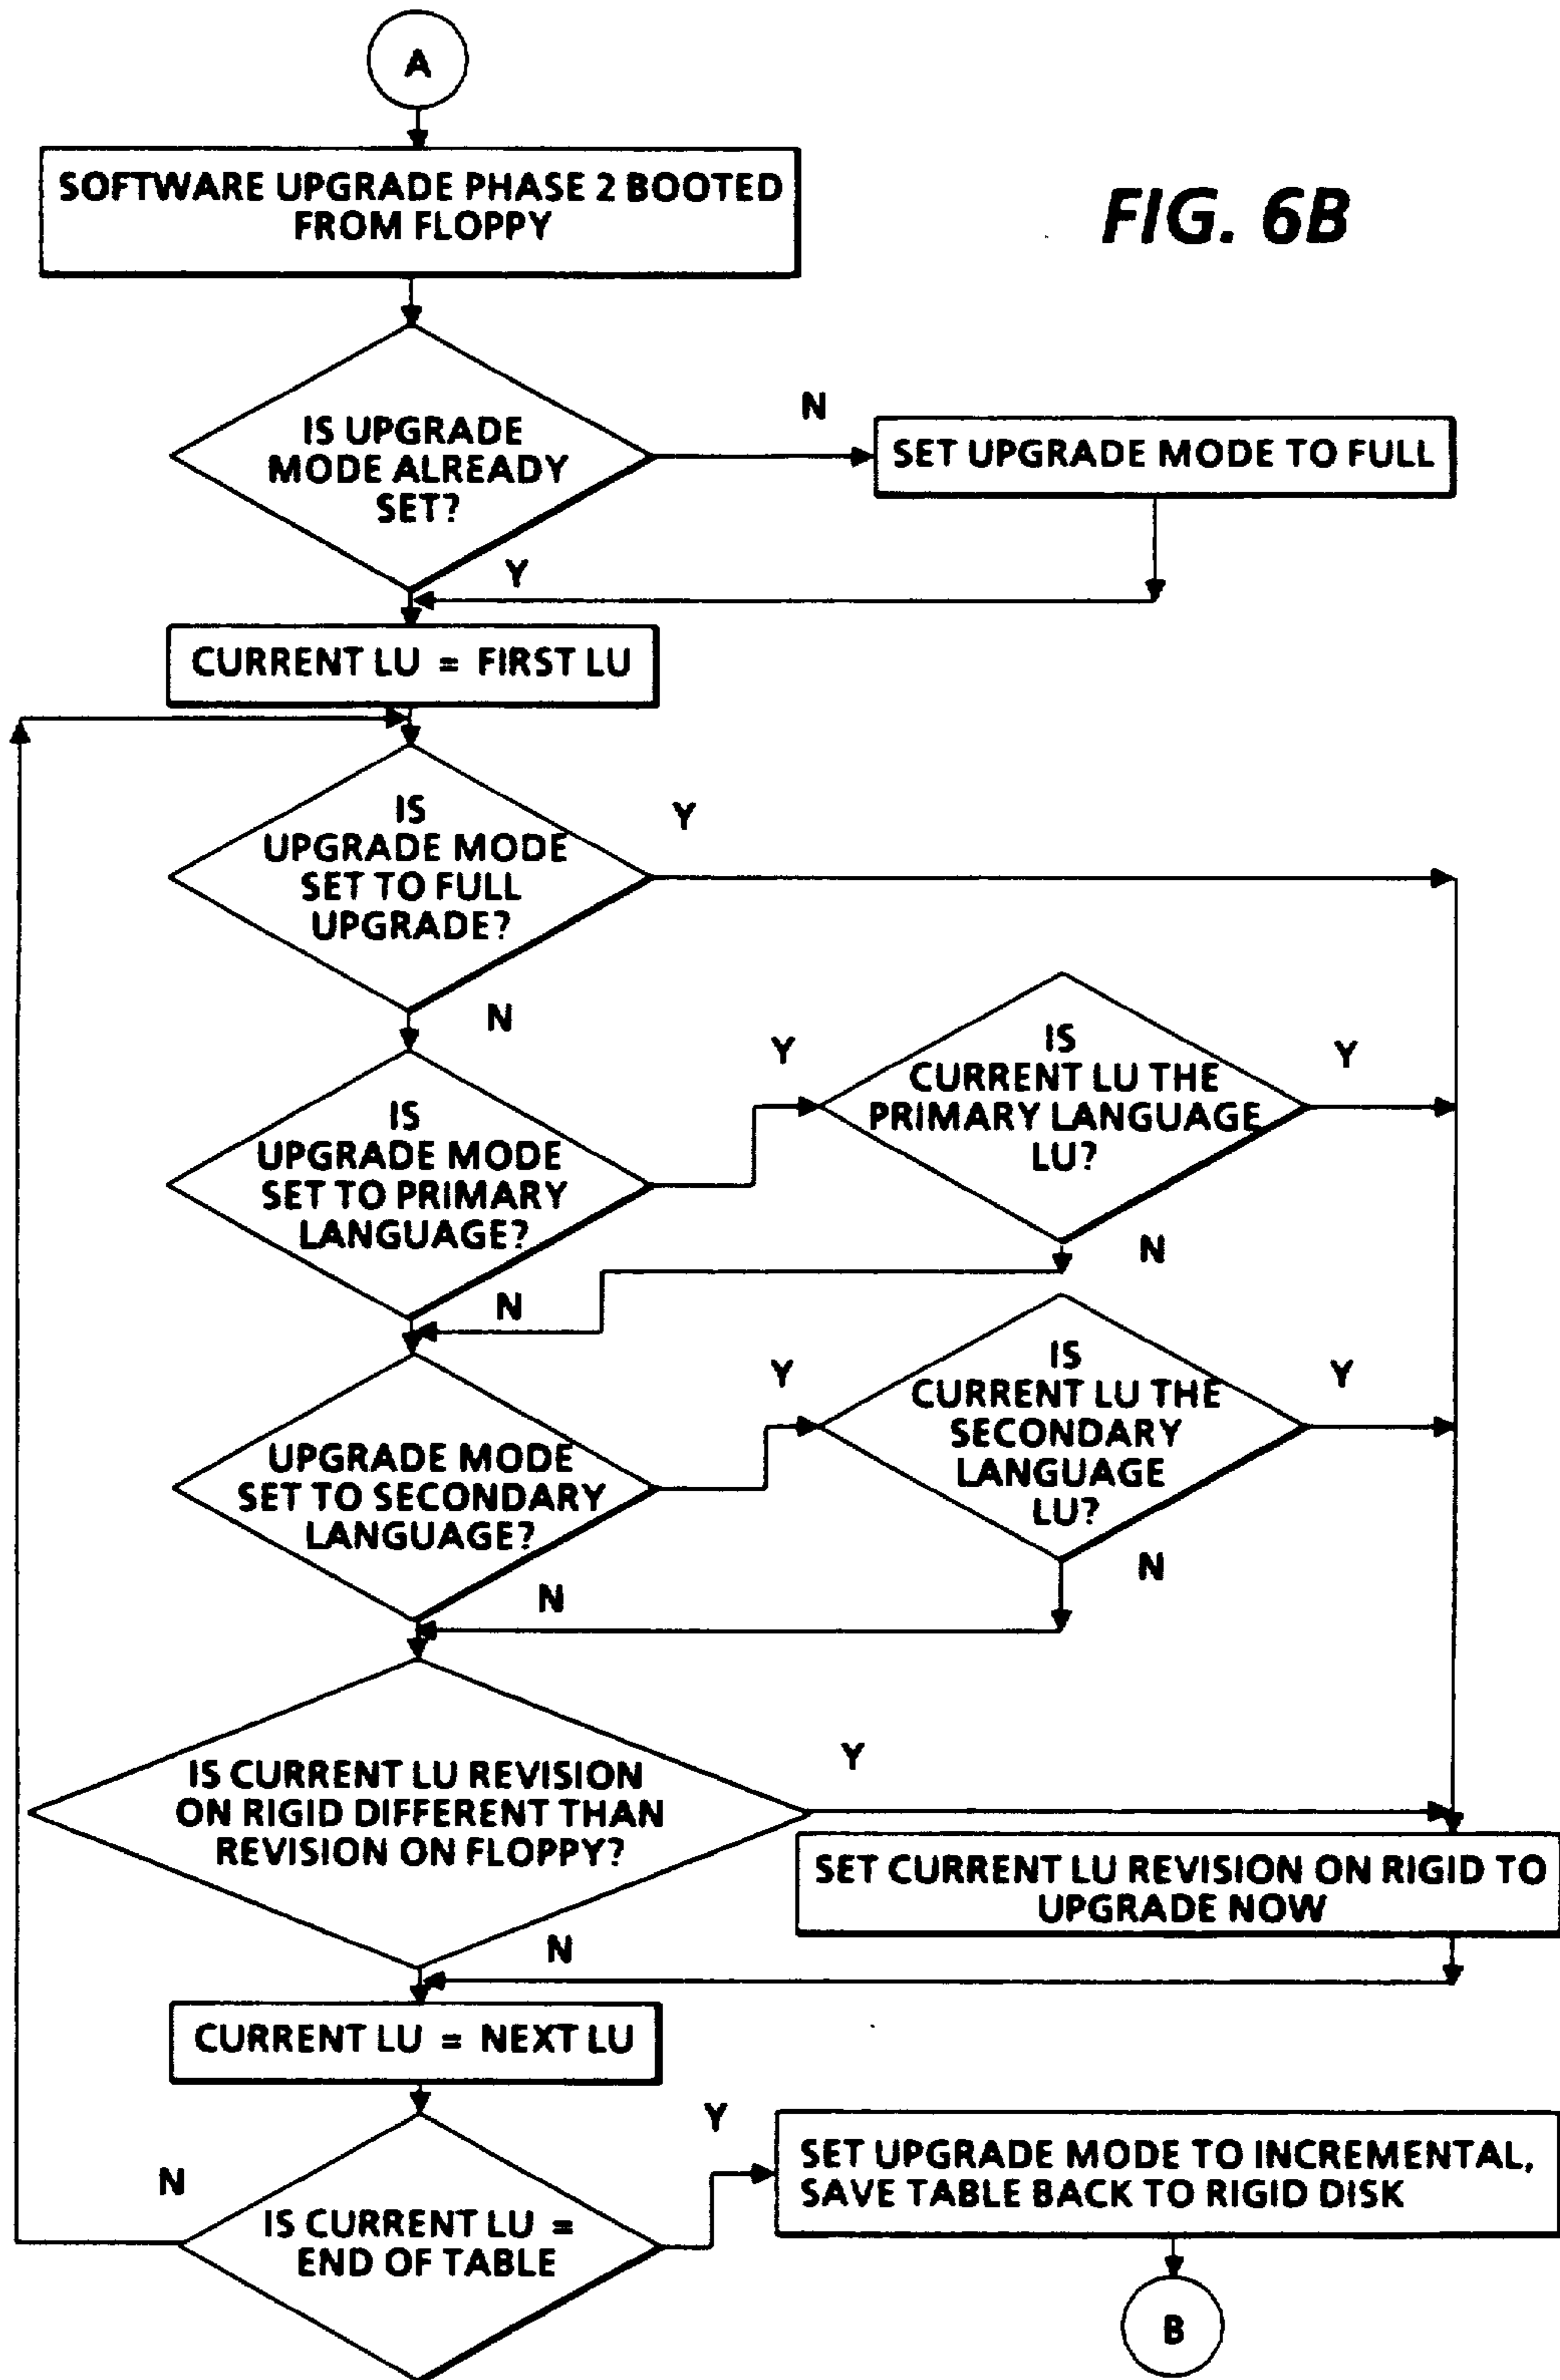 A
SOFTWARE UPGRADE PHASE 2 BOOTED
FROM FLOPPY
FIG. 6B
IS UPGRADE
MODE ALREADY
SET?
N
SET UPGRADE MODE TO FULL
Y
CURRENT LU = FIRST LU
IS
UPGRADE MODE
SET TO FULL
UPGRADE?
Y
N
IS
UPGRADE MODE
SET TO PRIMARY
LANGUAGE?
Y
IS
CURRENT LU THE
PRIMARY LANGUAGE
LU?
Y
N
N
UPGRADE MODE
SET TO SECONDARY
LANGUAGE?
Y
IS
CURRENT LU THE
SECONDARY
LANGUAGE
LU?
Y
N
N
IS CURRENT LU REVISION
ON RIGID DIFFERENT THAN
REVISION ON FLOPPY?
Y
SET CURRENT LU REVISION ON RIGID TO
UPGRADE NOW
N
CURRENT LU = NEXT LU
IS CURRENT LU =
END OF TABLE
N
Y
SET UPGRADE MODE TO INCREMENTAL,
SAVE TABLE BACK TO RIGID DISK
B